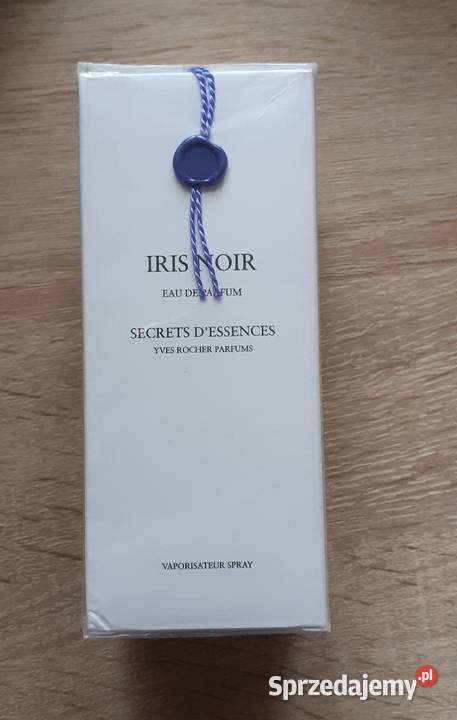 IRIS NOIR
EAU DE PARFUM
SECRETS D'ESSENCES
YVES ROCHER PARFUMS
VAPORISATEUR SPRAY
Sprzedajemy.pl